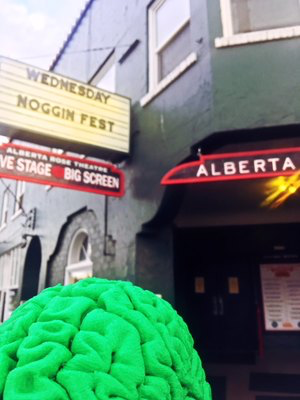 WEDNESDAY
NOGGIN FEST
ALBERTA ROSE THEATRE
VE STAGE BIG SCREEN
ALBERTA